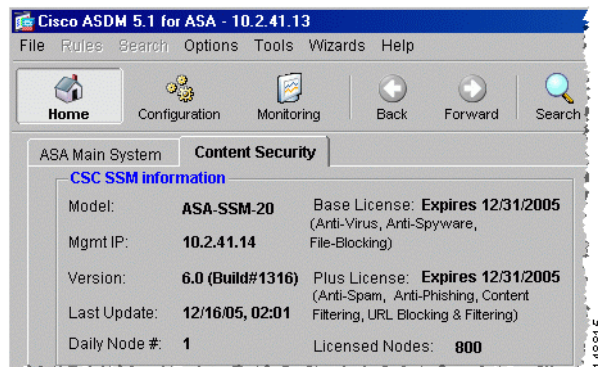 Cisco ASDM 5.1 for ASA - 10.2.41.13
File Rules Search Options Tools Wizards Help
Home Configuration Monitoring Back Forward Search
ASA Main System Content Security
CSC SSM information
Model: ASA-SSM-20
Mgmt IP: 10.2.41.14
Version: 6.0 (Build#1316)
Last Update: 12/16/05, 02:01
Daily Node #: 1
Base License: Expires 12/31/2005
(Anti-Virus, Anti-Spyware,
File-Blocking)
Plus License: Expires 12/31/2005
(Anti-Spam, Anti-Phishing, Content
Filtering, URL Blocking & Filtering)
Licensed Nodes: 800